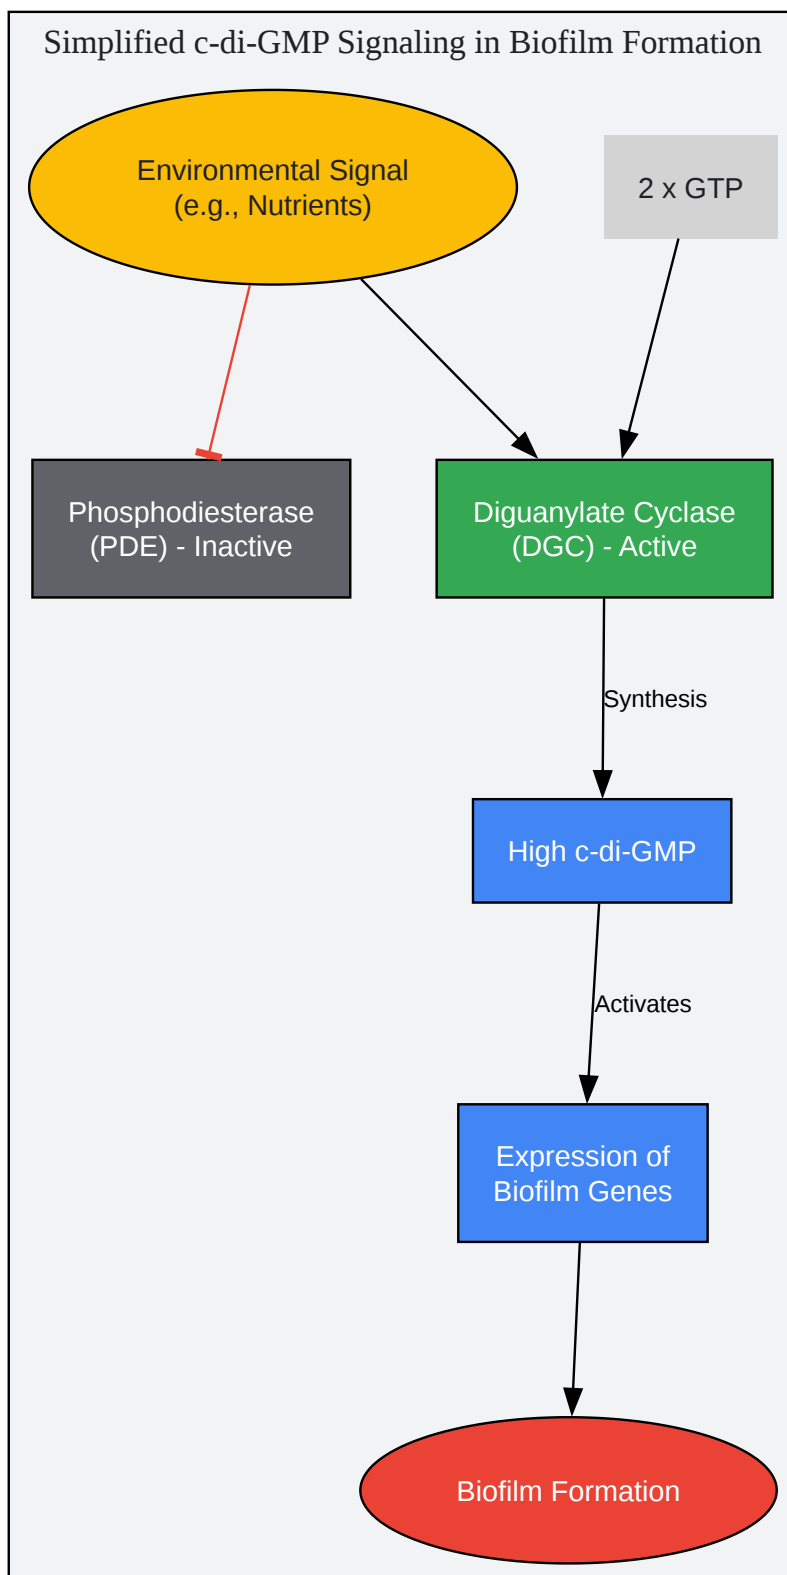 Simplified c-di-GMP Signaling in Biofilm Formation
Environmental Signal
(e.g., Nutrients)
2 x GTP
Phosphodiesterase
(PDE) - Inactive
Diguanylate Cyclase
(DGC) - Active
Synthesis
High c-di-GMP
Activates
Expression of
Biofilm Genes
Biofilm Formation